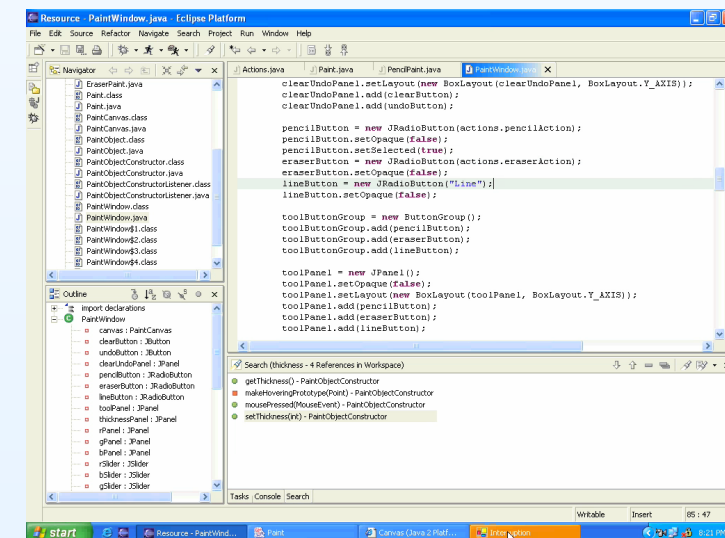 Resource - PaintWindow.java - Eclipse Platform
File Edit Source Refactor Navigate Search Project Run Window Help
Navigator
EraserPaint.java
Paint.class
Paint.java
PaintCanvas.class
PaintCanvas.java
PaintObject.class
PaintObject.java
PaintObjectConstructor.class
PaintObjectConstructor.java
PaintObjectConstructorListener.class
PaintObjectConstructorListener.java
PaintWindow.class
PaintWindow.java
PaintWindow$1.class
PaintWindow$2.class
PaintWindow$3.class
PaintWindow$4.class
Outline
import declarations
PaintWindow
canvas : PaintCanvas
clearButton : JButton
undoButton : JButton
clearUndoPanel : JPanel
pencilButton : JRadioButton
eraserButton : JRadioButton
lineButton : JRadioButton
toolPanel : JPanel
thicknessPanel : JPanel
rPanel : JPanel
gPanel : JPanel
bPanel : JPanel
rSlider : JSlider
bSlider : JSlider
gSlider : JSlider
Actions.java Paint.java PencilPaint.java PaintWindow.java
clearUndoPanel.setLayout(new BoxLayout(clearUndoPanel, BoxLayout.Y_AXIS));
clearUndoPanel.add(clearButton);
clearUndoPanel.add(undoButton);
pencilButton = new JRadioButton(actions.pencilAction);
pencilButton.setOpaque(false);
pencilButton.setSelected(true);
eraserButton = new JRadioButton(actions.eraserAction);
eraserButton.setOpaque(false);
lineButton = new JRadioButton("Line");
lineButton.setOpaque(false);
toolButtonGroup = new ButtonGroup();
toolButtonGroup.add(pencilButton);
toolButtonGroup.add(eraserButton);
toolButtonGroup.add(lineButton);
toolPanel = new JPanel();
toolPanel.setOpaque(false);
toolPanel.setLayout(new BoxLayout(toolPanel, BoxLayout.Y_AXIS));
toolPanel.add(pencilButton);
toolPanel.add(eraserButton);
toolPanel.add(lineButton);
Search (thickness - 4 References in Workspace)
getThickness() - PaintObjectConstructor
makeHoveringPrototype(Point) - PaintObjectConstructor
mousePressed(MouseEvent) - PaintObjectConstructor
setThickness(int) - PaintObjectConstructor
Tasks Console Search
Writable Insert 85 : 47
start Resource - PaintWind... Paint Canvas (Java 2 Platf... Interruption 8:21 PM